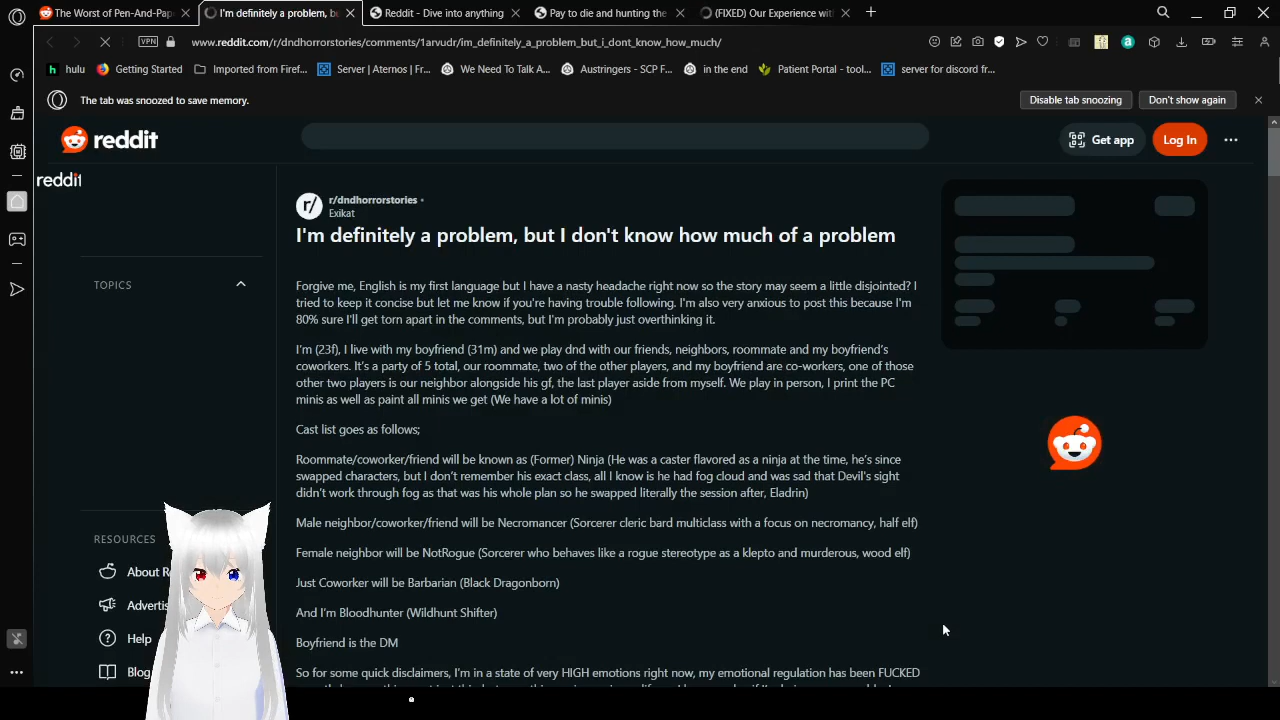 The Worst of Pen-And-Pap
I'm definitely a problem, bu
Reddit - Dive into anything
Pay to die and hunting the
(FIXED) Our Experience wit
VPN
www.reddit.com/r/dndhorrorstories/comments/1arvudr/im_definitely_a_problem_but_i_dont_know_how_much/
hulu
Getting Started
Imported from Firef...
Server | Aternos | Fr...
We Need To Talk A...
Austringers - SCP F...
in the end
Patient Portal - tool...
server for discord fr...
The tab was snoozed to save memory.
Disable tab snoozing
Don't show again
reddit
Get app
Log In
reddit
r/dndhorrorstories •
Exikat
I'm definitely a problem, but I don't know how much of a problem
TOPICS
Forgive me, English is my first language but I have a nasty headache right now so the story may seem a little disjointed? I
tried to keep it concise but let me know if you're having trouble following. I'm also very anxious to post this because I'm
80% sure I'll get torn apart in the comments, but I'm probably just overthinking it.
I'm (23f), I live with my boyfriend (31m) and we play dnd with our friends, neighbors, roommate and my boyfriend's
coworkers. It's a party of 5 total, our roommate, two of the other players, and my boyfriend are co-workers, one of those
other two players is our neighbor alongside his gf, the last player aside from myself. We play in person, I print the PC
minis as well as paint all minis we get (We have a lot of minis)
Cast list goes as follows;
Roommate/coworker/friend will be known as (Former) Ninja (He was a caster flavored as a ninja at the time, he's since
swapped characters, but I don't remember his exact class, all I know is he had fog cloud and was sad that Devil's sight
didn't work through fog as that was his whole plan so he swapped literally the session after, Eladrin)
Male neighbor/coworker/friend will be Necromancer (Sorcerer cleric bard multiclass with a focus on necromancy, half elf)
Female neighbor will be NotRogue (Sorcerer who behaves like a rogue stereotype as a klepto and murderous, wood elf)
Just Coworker will be Barbarian (Black Dragonborn)
And I'm Bloodhunter (Wildhunt Shifter)
Boyfriend is the DM
So for some quick disclaimers, I'm in a state of very HIGH emotions right now, my emotional regulation has been FUCKED
RESOURCES
About R
Advertis
Help
Blog